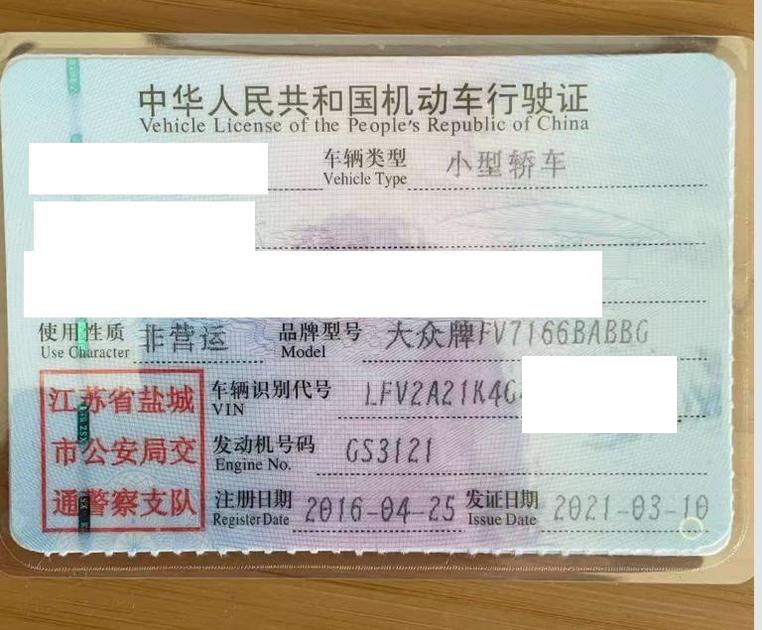 中华人民共和国机动车行驶证
Vehicle License of the People's Republic of China
车辆类型 小型轿车
Vehicle Type
使用性质 非营运 品牌型号 大众牌FV7166BABBG
Use Character Model
江苏省盐城
市公安局交
通警察支队
车辆识别代号 LFV2A21K4G
VIN
发动机号码 GS3121
Engine No.
注册日期 2016-04-25 发证日期 2021-03-10
Register Date Issue Date